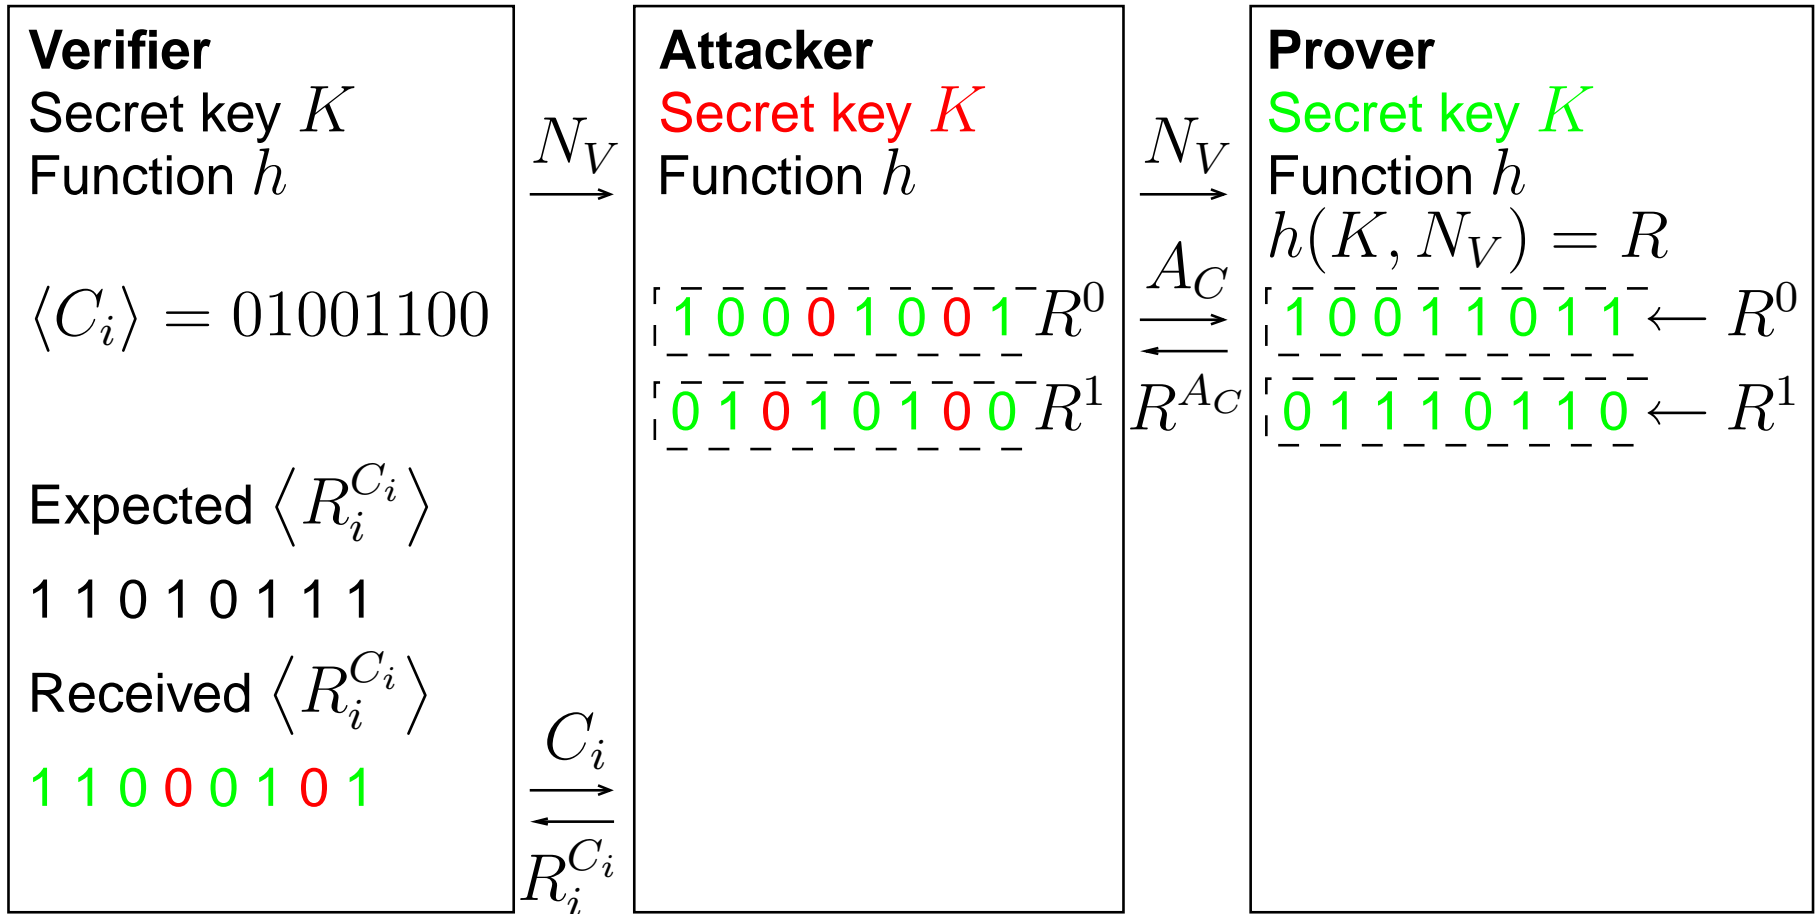 Verifier
Secret key K
Function h
⟨C_i⟩ = 01001100
Expected ⟨R_i^{C_i}⟩
1 1 0 1 0 1 1 1
Received ⟨R_i^{C_i}⟩
1 1 0 0 0 1 0 1
N_V
C_i
R_i^{C_i}
Attacker
Secret key K
Function h
1 0 0 0 1 0 0 1 R^0
0 1 0 1 0 1 0 0 R^1
N_V
A_C
R^{A_C}
Prover
Secret key K
Function h
h(K, N_V) = R
1 0 0 1 1 0 1 1 ← R^0
0 1 1 1 0 1 1 0 ← R^1